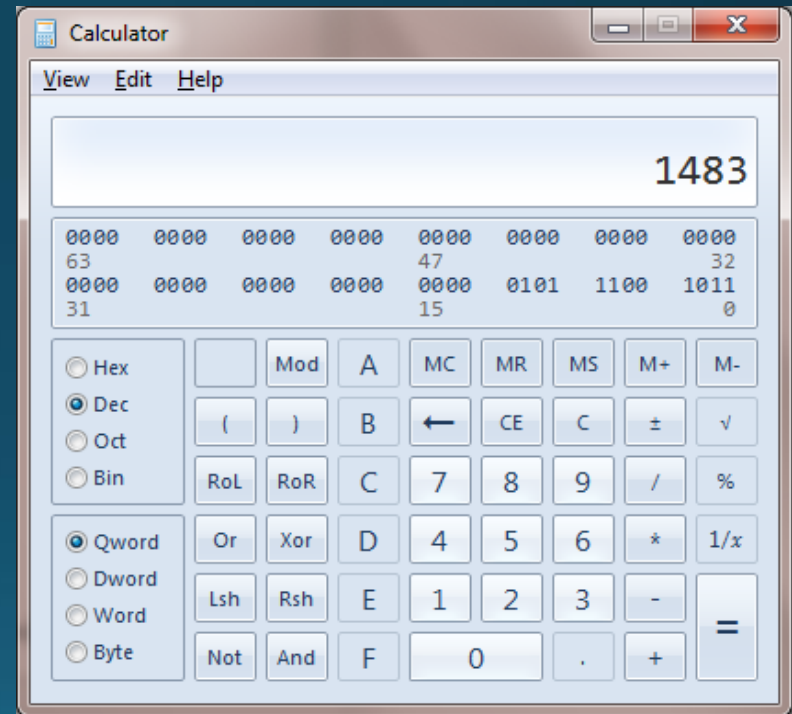 Calculator
View Edit Help
1483
0000 0000 0000 0000 0000 0000 0000 0000
63 47 32
0000 0000 0000 0000 0000 0101 1100 1011
31 15 0
Hex Mod A MC MR MS M+ M-
Dec ( ) B ← CE C ± √
Oct
Bin RoL RoR C 7 8 9 / %
Qword Or Xor D 4 5 6 * 1/x
Dword
Word Lsh Rsh E 1 2 3 - =
Byte Not And F 0 . +